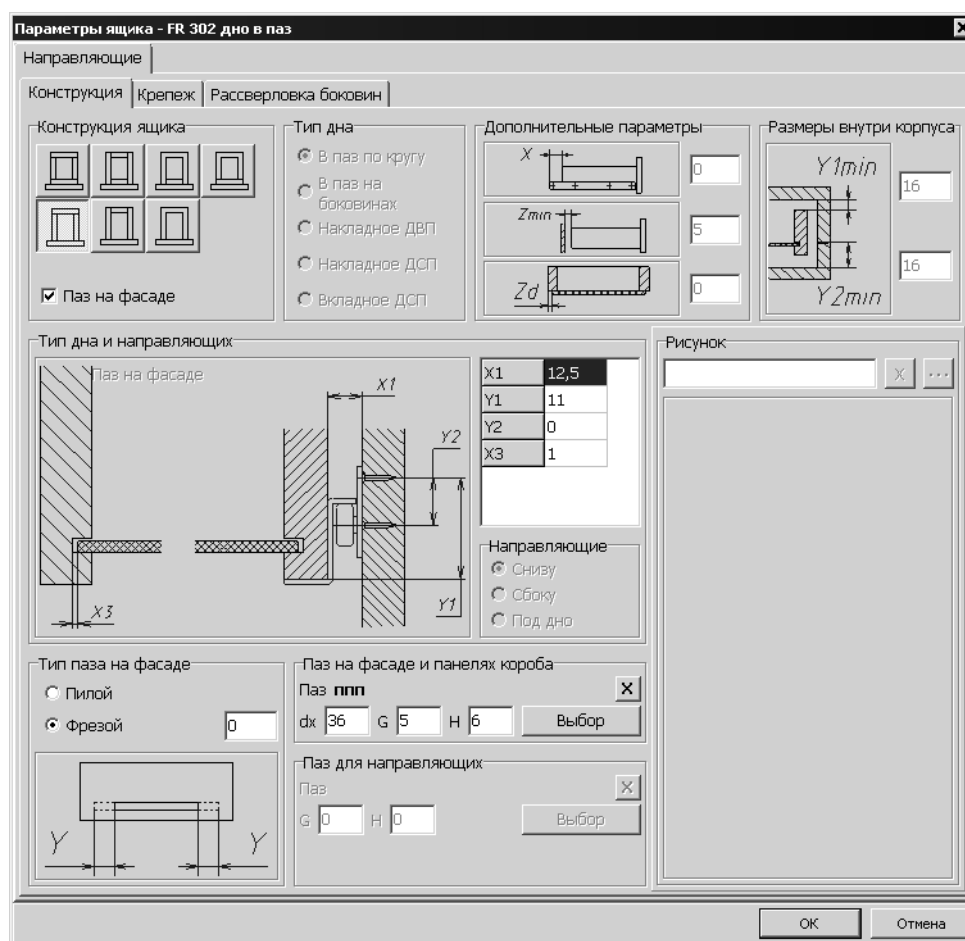 Параметры ящика - FR 302 дно в паз
Направляющие
Конструкция Крепеж Рассверловка боковин
Конструкция ящика
Паз на фасаде
Тип дна
В паз по кругу
В паз на
боковинах
Накладное ДВП
Накладное ДСП
Вкладное ДСП
Дополнительные параметры
X 0
Zmin 5
Zd 0
Размеры внутри корпуса
Y1min 16
Y2min 16
Тип дна и направляющих
Паз на фасаде
X1
Y2
Y1
X3
X1 12,5
Y1 11
Y2 0
X3 1
Направляющие
Снизу
Сбоку
Под дно
Рисунок
X ...
Тип паза на фасаде
Пилой
Фрезой 0
Y Y
Паз на фасаде и панелях короба
Паз ппп X
dx 36 G 5 H 6 Выбор
Паз для направляющих
Паз X
G 0 H 0 Выбор
OK Отмена